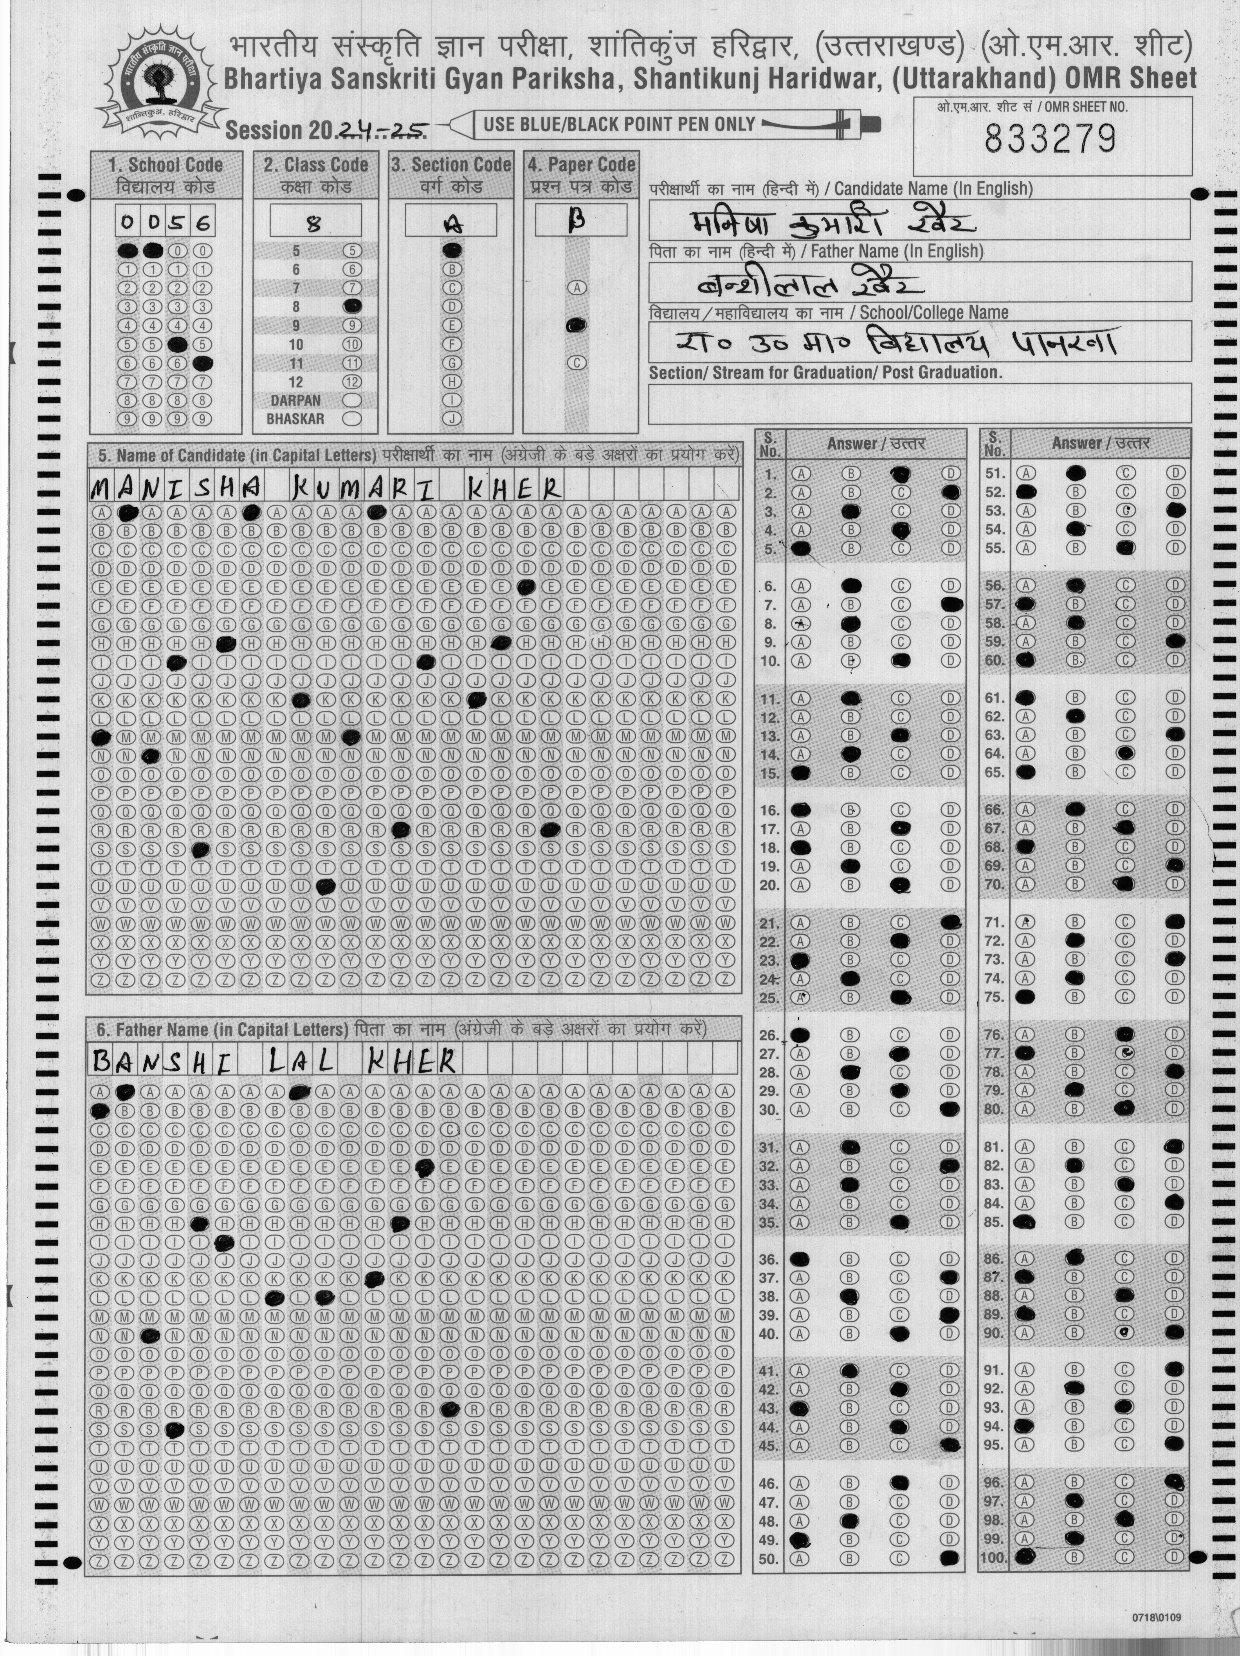 भारतीय संस्कृति ज्ञान परीक्षा, शांतिकुंज हरिद्वार, (उत्तराखण्ड) (ओ.एम.आर. शीट)
Bhartiya Sanskriti Gyan Pariksha, Shantikunj Haridwar, (Uttarakhand) OMR Sheet
Session 2024-25
USE BLUE/BLACK POINT PEN ONLY
ओ.एम.आर. शीट सं / OMR SHEET NO.
833279
1. School Code
विद्यालय कोड
0 0 5 6
2. Class Code
कक्षा कोड
8
5
6
7
8
9
10
11
12
DARPAN
BHASKAR
3. Section Code
वर्ग कोड
A
4. Paper Code
प्रश्न पत्र कोड
B
परीक्षार्थी का नाम (हिन्दी में) / Candidate Name (In English)
मनिषा कुमारी खैर
पिता का नाम (हिन्दी में) / Father Name (In English)
बन्शीलाल खैर
विद्यालय/महाविद्यालय का नाम / School/College Name
रा० उ० मा० विद्यालय पानरवा
Section/ Stream for Graduation/ Post Graduation.
5. Name of Candidate (in Capital Letters) परीक्षार्थी का नाम (अंग्रेजी के बड़े अक्षरों का प्रयोग करें)
MANISHA KUMARI KHER
6. Father Name (in Capital Letters) पिता का नाम (अंग्रेजी के बड़े अक्षरों का प्रयोग करें)
BANSHI LAL KHER
S. No. Answer / उत्तर
S. No. Answer / उत्तर
0718\0109